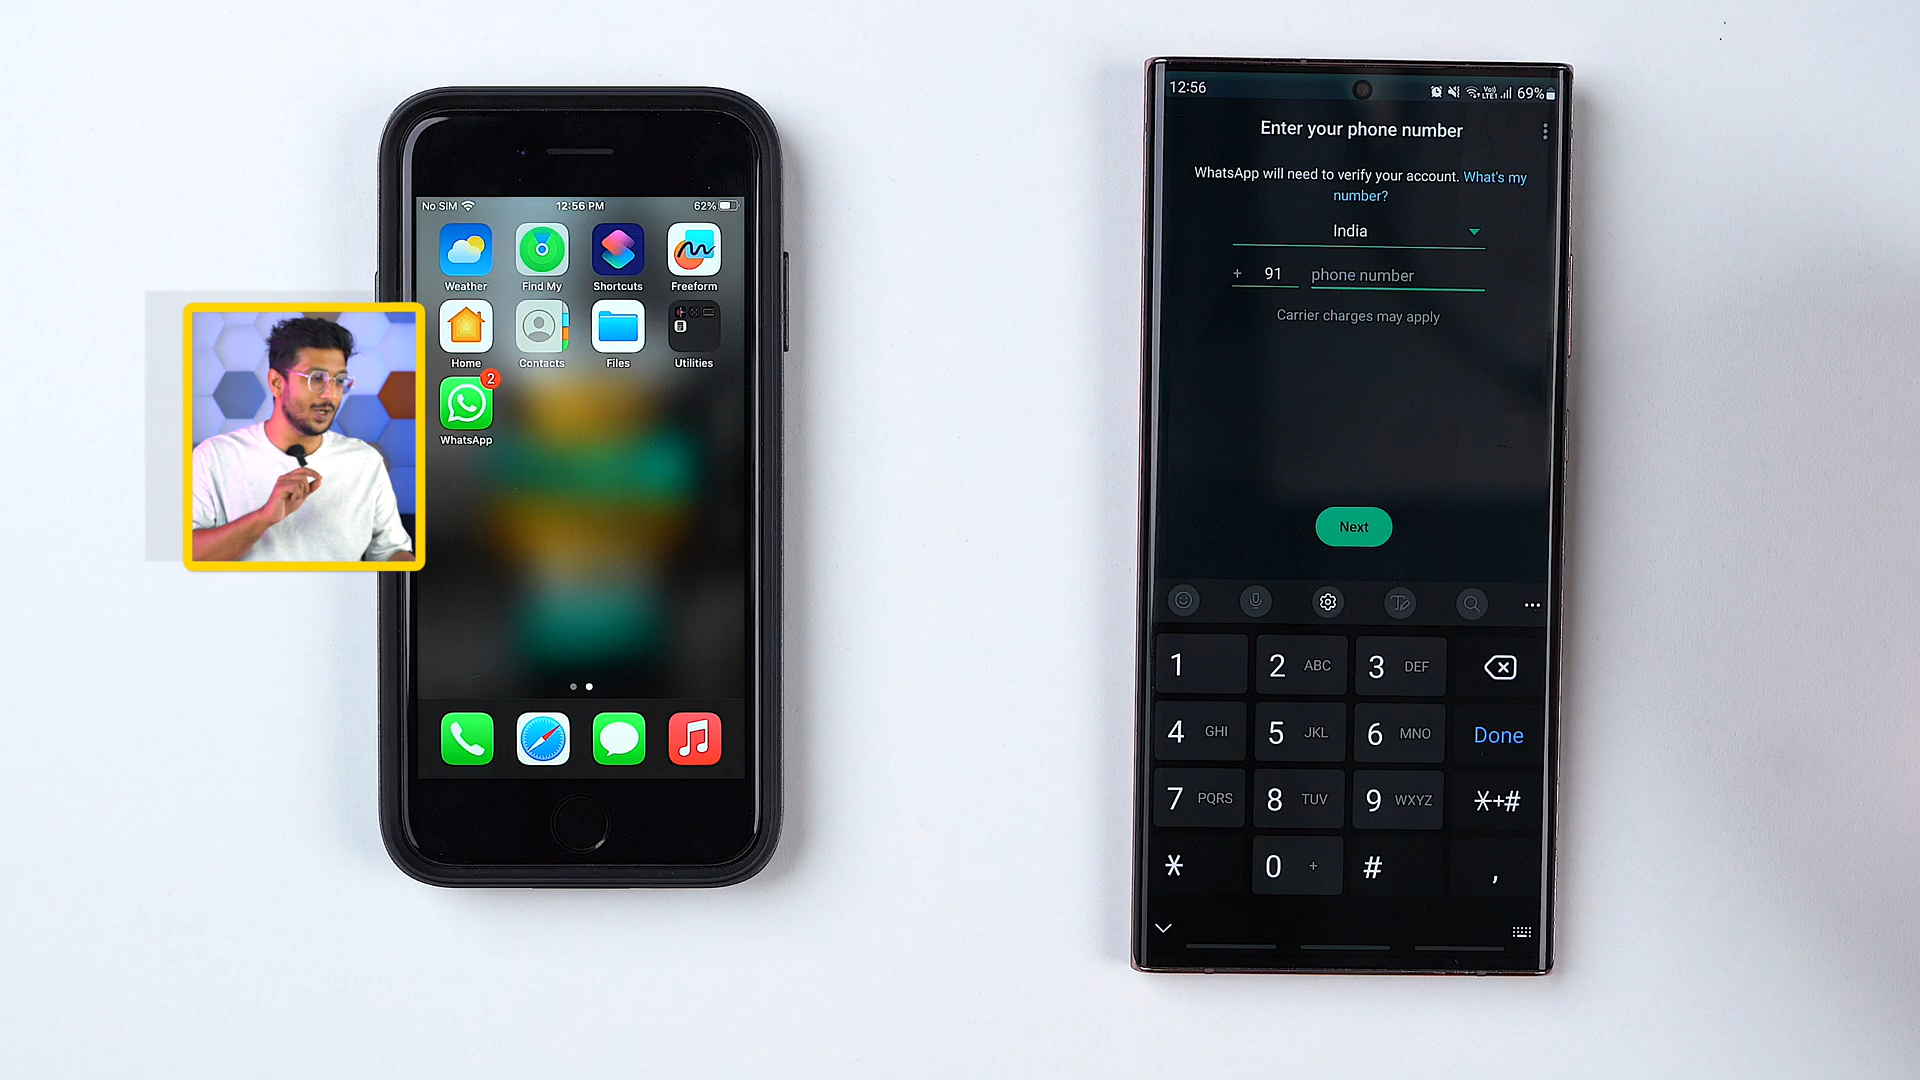 No SIM
12:56 PM
62%
Weather
Find My
Shortcuts
Freeform
Home
Contacts
Files
Utilities
2
WhatsApp
12:56
Vo)) LTE1
69%
Enter your phone number
WhatsApp will need to verify your account. What's my
number?
India
+ 91 phone number
Carrier charges may apply
Next
1
2 ABC
3 DEF
4 GHI
5 JKL
6 MNO
Done
7 PQRS
8 TUV
9 WXYZ
*+#
*
0 +
#
,